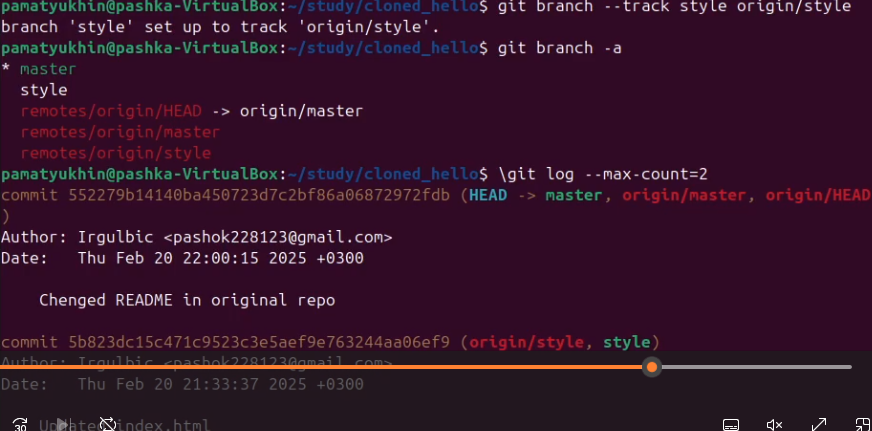 pamatyukhin@pashka-VirtualBox:~/study/cloned_hello$ git branch --track style origin/style
branch 'style' set up to track 'origin/style'.
pamatyukhin@pashka-VirtualBox:~/study/cloned_hello$ git branch -a
* master
  style
  remotes/origin/HEAD -> origin/master
  remotes/origin/master
  remotes/origin/style
pamatyukhin@pashka-VirtualBox:~/study/cloned_hello$ \git log --max-count=2
commit 552279b14140ba450723d7c2bf86a06872972fdb (HEAD -> master, origin/master, origin/HEAD
)
Author: Irgulbic <pashok228123@gmail.com>
Date:   Thu Feb 20 22:00:15 2025 +0300

    Chenged README in original repo

commit 5b823dc15c471c9523c3e5aef9e763244aa06ef9 (origin/style, style)
Author: Irgulbic <pashok228123@gmail.com>
Date:   Thu Feb 20 21:33:37 2025 +0300

    Updated index.html
30